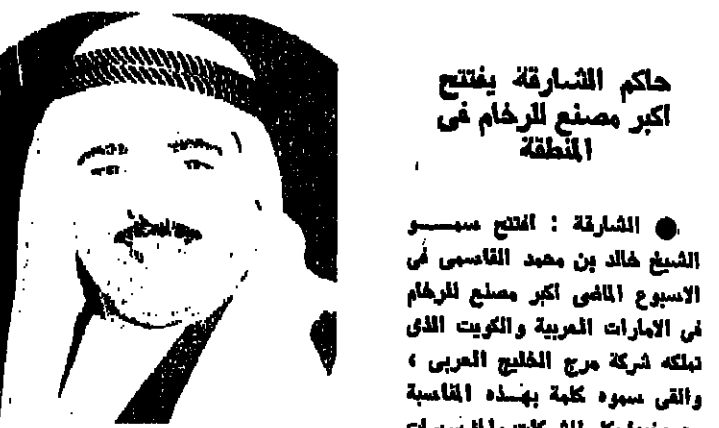 حاكم الشارقة يفتتح
اكبر مصنع للرخام فى
المنطقة
● الشارقة : افتتح سمو
الشيخ خالد بن محمد القاسمى فى
الاسبوع الماضى اكبر مصنع للرخام
فى الامارات العربية والكويت الذى
تملكه شركة مرج الخليج العربى ،
والقى سموه كلمة بهذه المناسبة